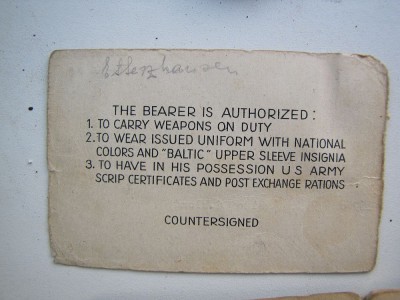 THE BEARER IS AUTHORIZED:
1. TO CARRY WEAPONS ON DUTY
2. TO WEAR ISSUED UNIFORM WITH NATIONAL
COLORS AND "BALTIC" UPPER SLEEVE INSIGNIA
3. TO HAVE IN HIS POSSESSION U S ARMY
SCRIP CERTIFICATES AND POST EXCHANGE RATIONS
COUNTERSIGNED